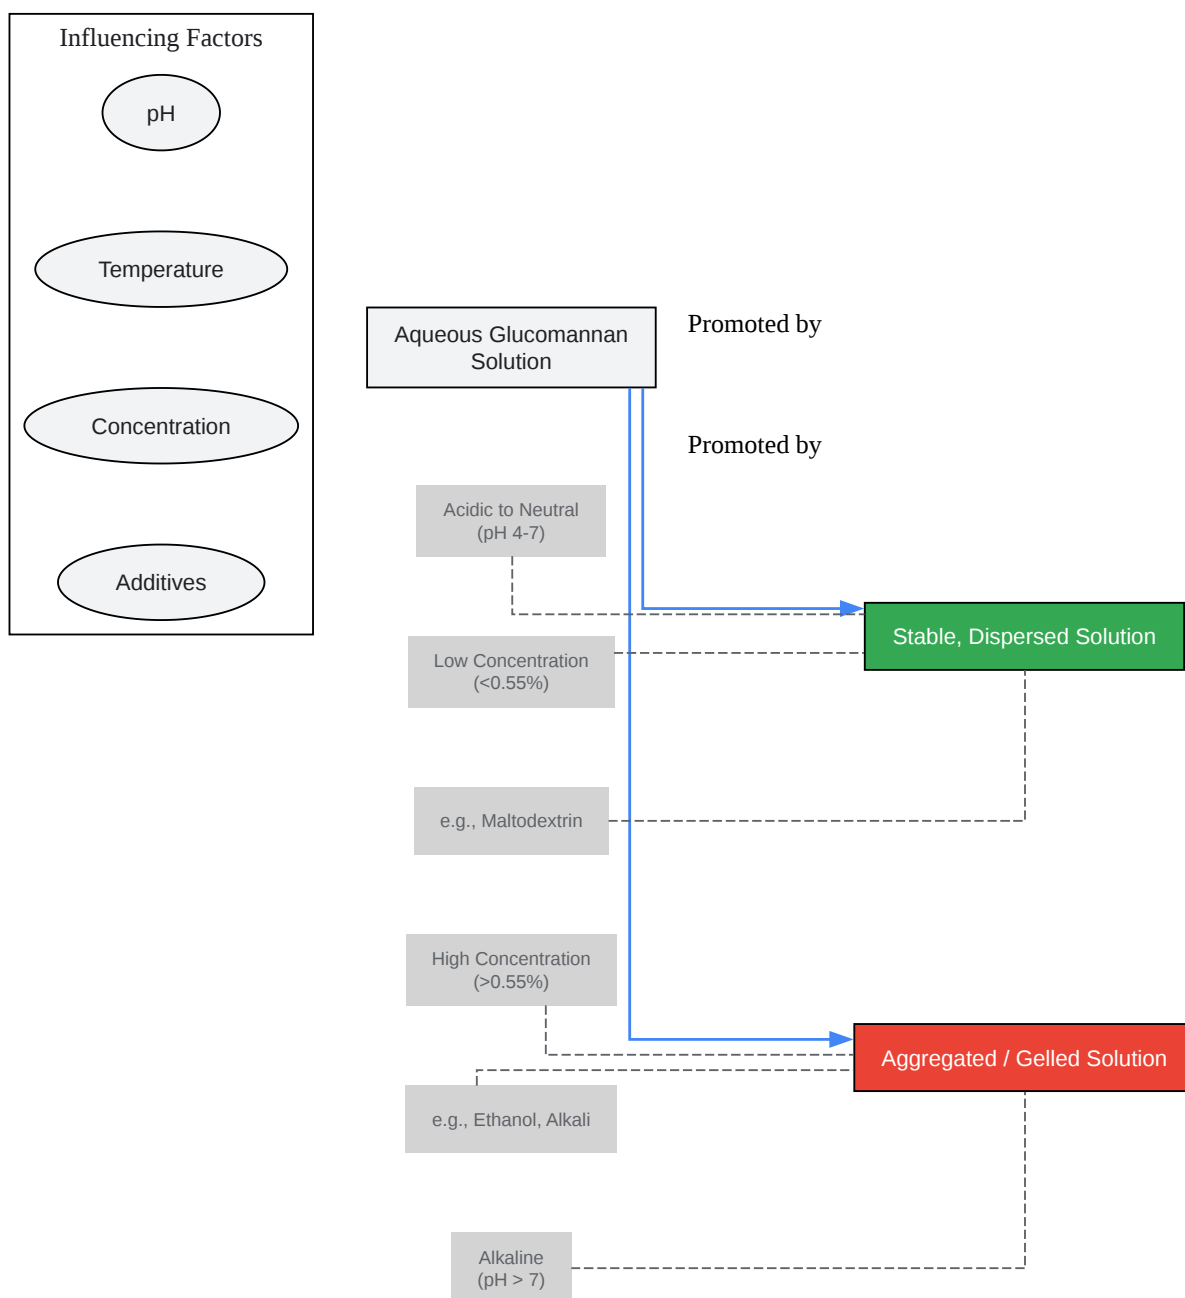 Influencing Factors
pH
Temperature
Concentration
Additives
Aqueous Glucomannan
Solution
Promoted by
Promoted by
Acidic to Neutral
(pH 4-7)
Stable, Dispersed Solution
Low Concentration
(<0.55%)
e.g., Maltodextrin
High Concentration
(>0.55%)
Aggregated / Gelled Solution
e.g., Ethanol, Alkali
Alkaline
(pH > 7)